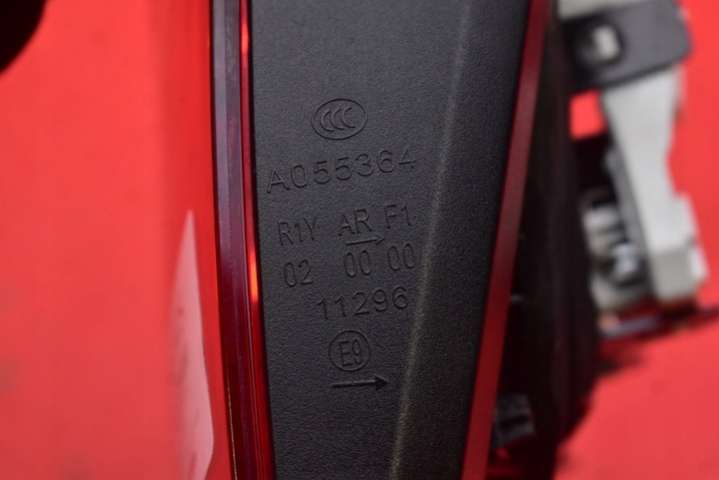 CCC
A055364
R1Y AR F1
02 00 00
11296
E9